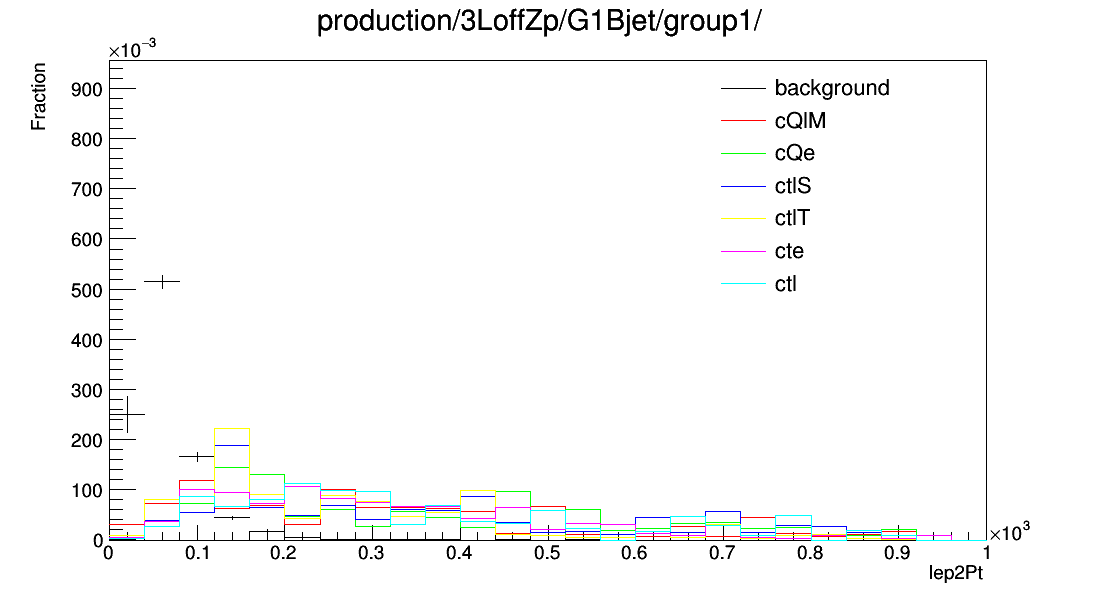 production/3LoffZp/G1Bjet/group1/
×10⁻³
Fraction
900
800
700
600
500
400
300
200
100
0
background
cQlM
cQe
ctlS
ctlT
cte
ctl
0 0.1 0.2 0.3 0.4 0.5 0.6 0.7 0.8 0.9 1
×10³
lep2Pt